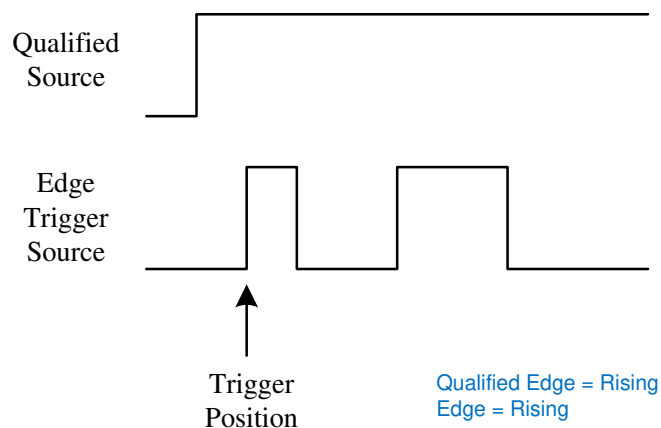 Qualified
Source
Edge
Trigger
Source
Trigger
Position
Qualified Edge = Rising
Edge = Rising